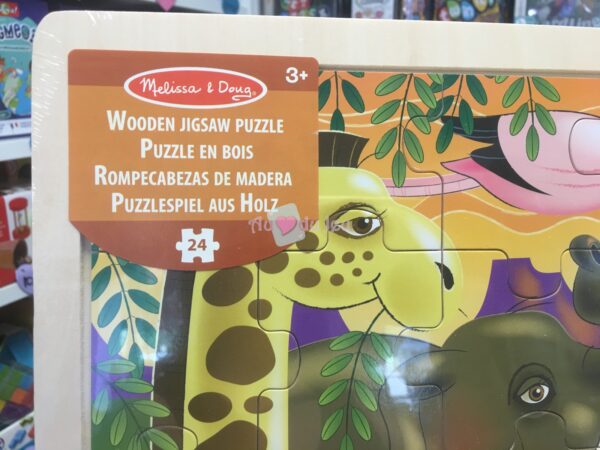 Melissa & Doug
3+
WOODEN JIGSAW PUZZLE
PUZZLE EN BOIS
ROMPECABEZAS DE MADERA
PUZZLESPIEL AUS HOLZ
24